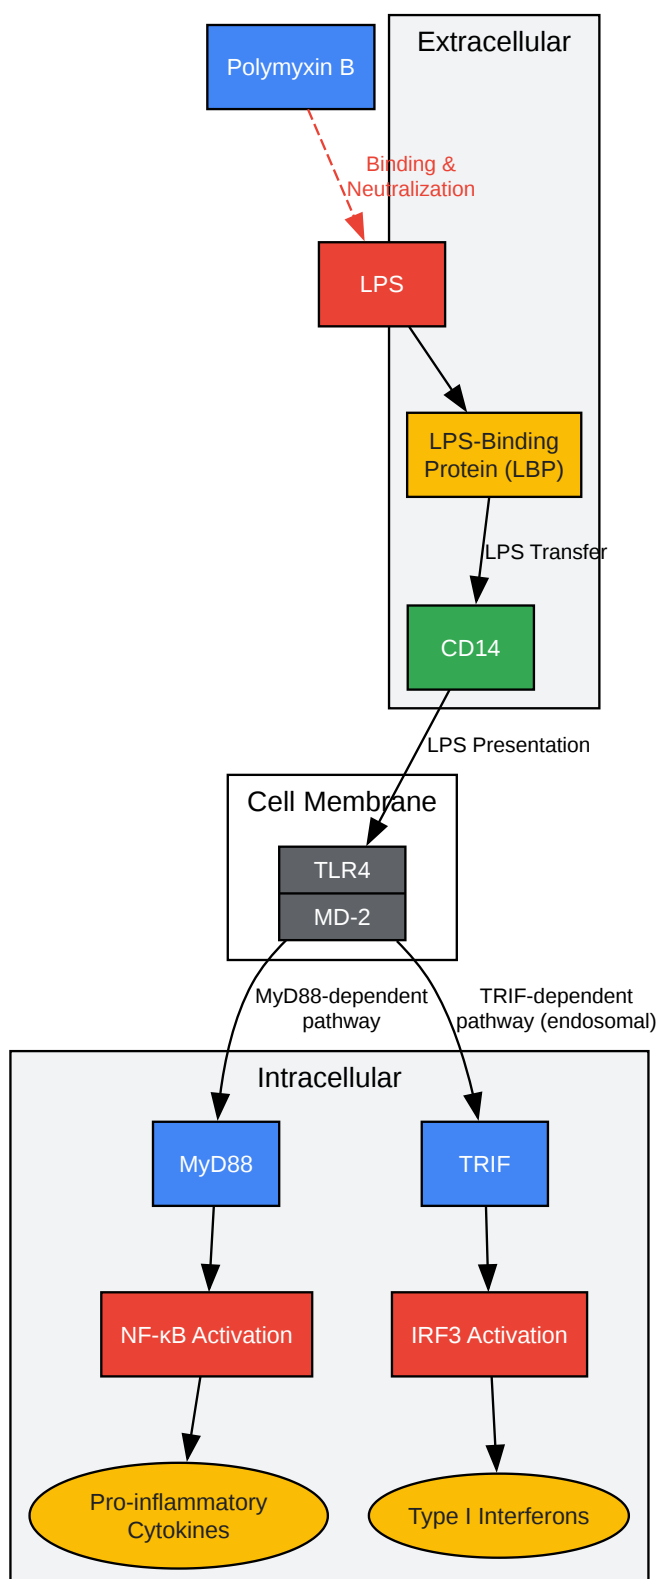 Extracellular
Polymyxin B
Binding &
Neutralization
LPS
LPS-Binding
Protein (LBP)
LPS Transfer
CD14
LPS Presentation
Cell Membrane
TLR4
MD-2
MyD88-dependent
pathway
TRIF-dependent
pathway (endosomal)
Intracellular
MyD88
TRIF
NF-κB Activation
IRF3 Activation
Pro-inflammatory
Cytokines
Type I Interferons